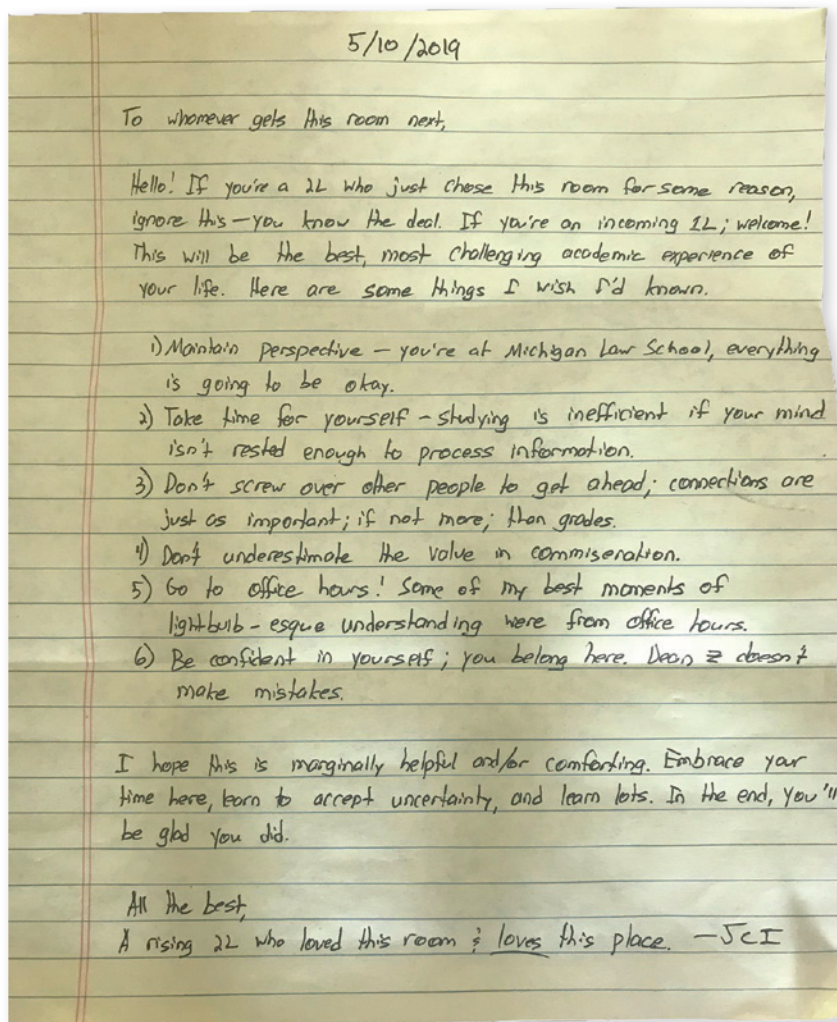 5/10/2019
To whomever gets this room next,
Hello! If you're a 2L who just chose this room for some reason,
ignore this—you know the deal. If you're an incoming 1L; welcome!
This will be the best, most challenging academic experience of
your life. Here are some things I wish I'd known.
1) Maintain perspective — you're at Michigan Law School, everything
is going to be okay.
2) Take time for yourself - studying is inefficient if your mind
isn't rested enough to process information.
3) Don't screw over other people to get ahead; connections are
just as important; if not more; than grades.
4) Don't underestimate the value in commiseration.
5) Go to office hours! Some of my best moments of
lightbulb-esque understanding were from office hours.
6) Be confident in yourself; you belong here. Dean Z doesn't
make mistakes.
I hope this is marginally helpful and/or comforting. Embrace your
time here, learn to accept uncertainty, and learn lots. In the end, you'll
be glad you did.
All the best,
A rising 2L who loved this room & loves this place. —JCI